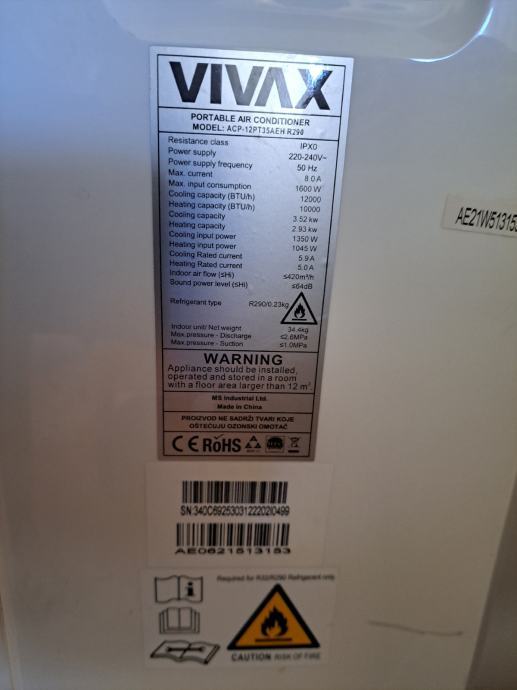 VIVAX
PORTABLE AIR CONDITIONER
MODEL: ACP-12PT35AEH R290
Resistance class IPX0
Power supply 220-240V~
Power supply frequency 50 Hz
Max. current 8.0A
Max. input consumption 1600W
Cooling capacity (BTU/h) 12000
Heating capacity (BTU/h) 10000
Cooling capacity 3.52 kw
Heating capacity 2.93 kw
Cooling input power 1350 W
Heating input power 1045 W
Cooling Rated current 5.9 A
Heating Rated current 5.0 A
Indoor air flow (≤Hi) ≤420m³/h
Sound power level (≤Hi) ≤64dB
Refrigerant type R290/0.23kg
Indoor unit/ Net weight 34.4kg
Max.pressure - Discharge ≤2.6MPa
Max.pressure - Suction ≤1.0MPa
WARNING
Appliance should be installed,
operated and stored in a room
with a floor area larger than 12 m².
MS Industrial Ltd.
Made in China
PROIZVOD NE SADRŽI TVARI KOJE
OŠTEĆUJU OZONSKI OMOTAČ
CE RoHS
AE21W513153
SN:340C69253031222020499
AE0621513153
Required for R32/R290 Refrigerant only
CAUTION RISK OF FIRE